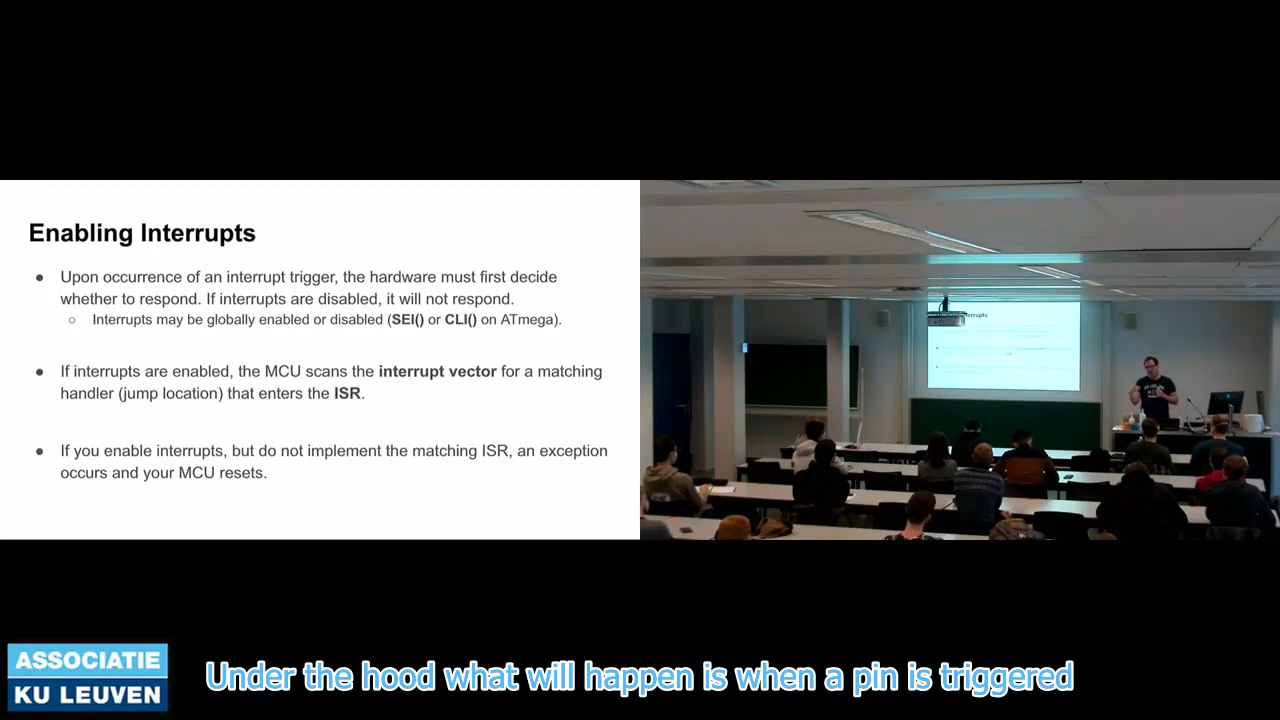 Enabling Interrupts
● Upon occurrence of an interrupt trigger, the hardware must first decide
whether to respond. If interrupts are disabled, it will not respond.
○ Interrupts may be globally enabled or disabled (SEI() or CLI() on ATmega).
● If interrupts are enabled, the MCU scans the interrupt vector for a matching
handler (jump location) that enters the ISR.
● If you enable interrupts, but do not implement the matching ISR, an exception
occurs and your MCU resets.
ASSOCIATIE
KU LEUVEN
Under the hood what will happen is when a pin is triggered